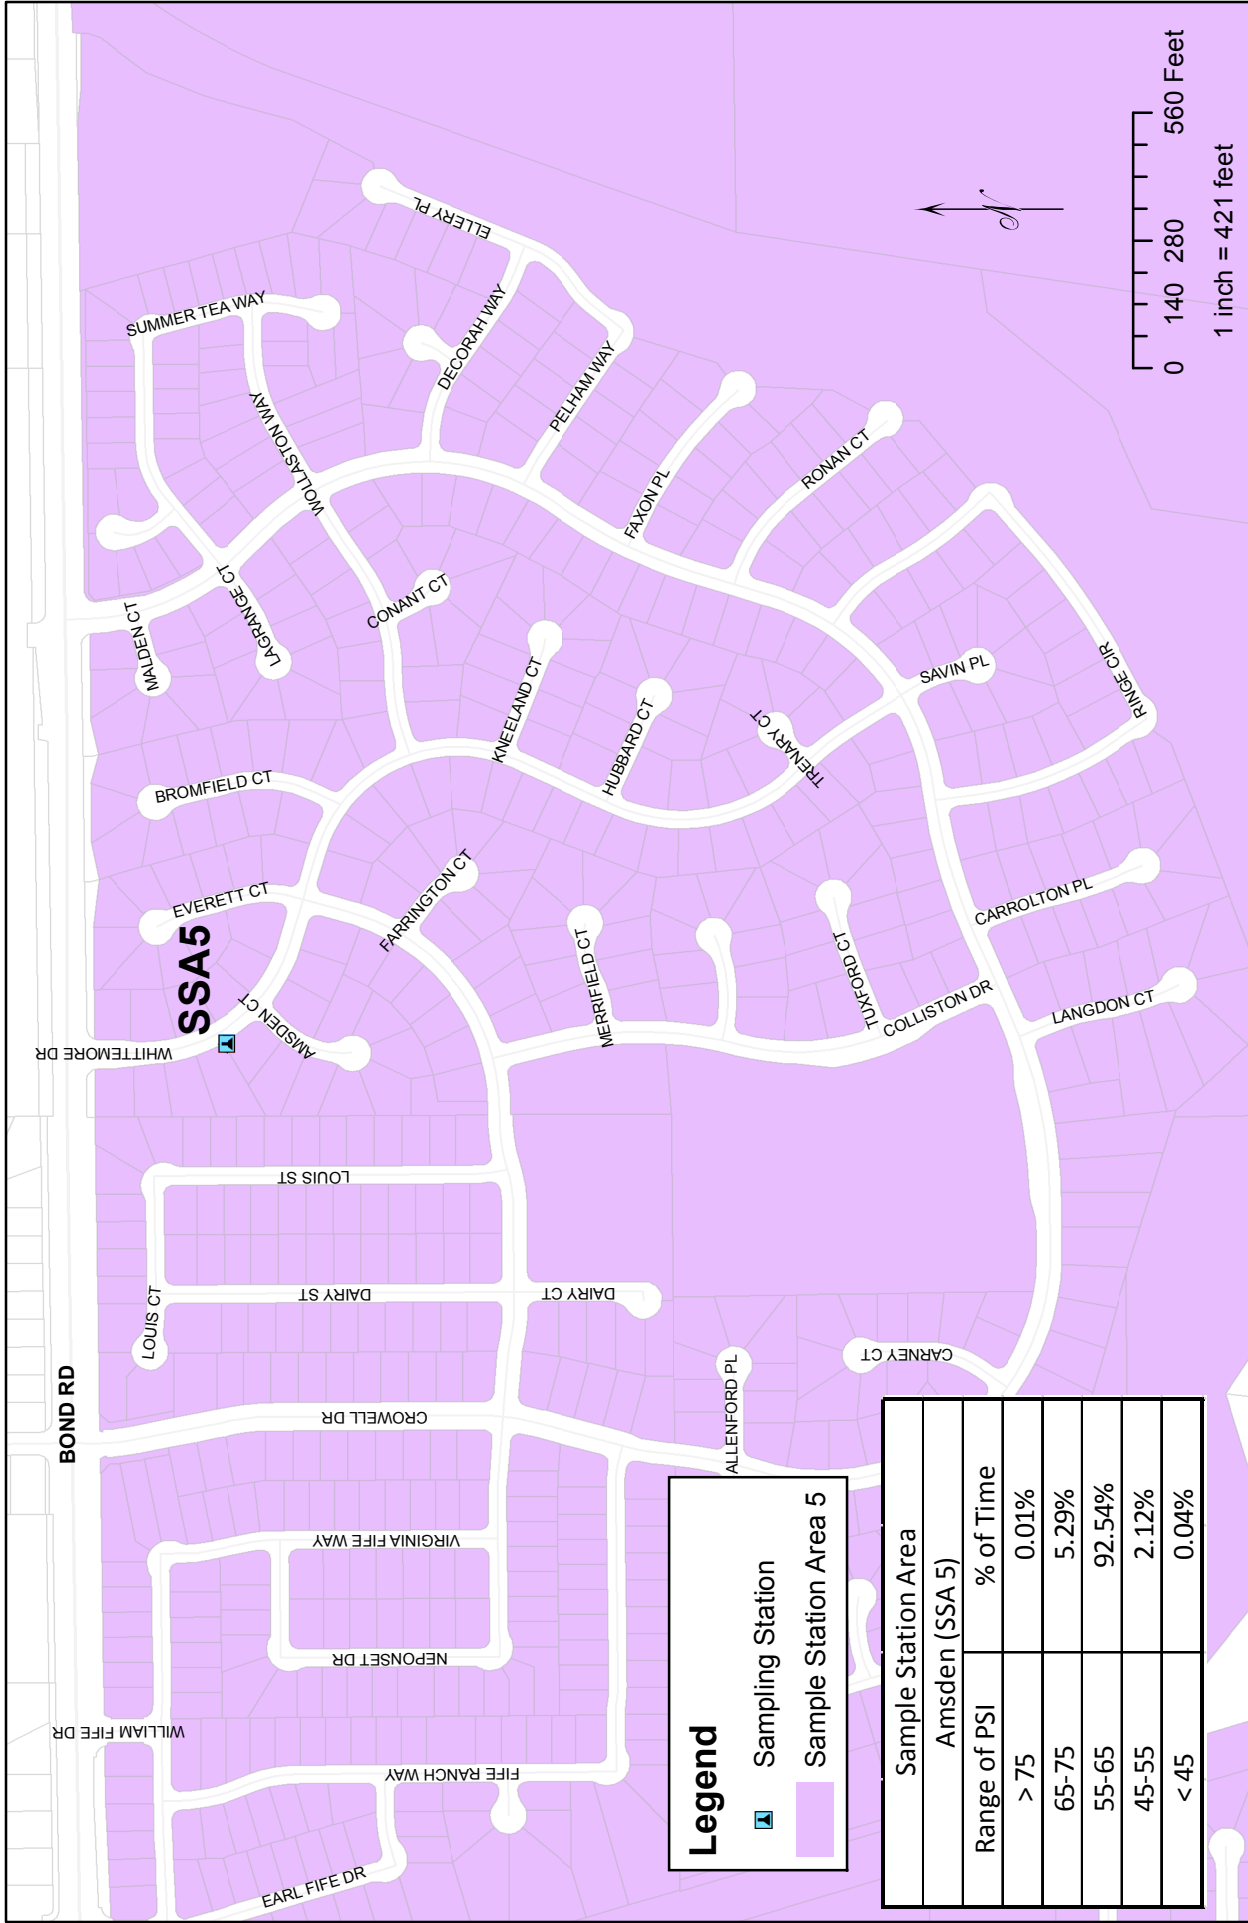 BOND RD
WILLIAM FIFE DR
EARL FIFE DR
FIFE RANCH WAY
NEPONSET DR
VIRGINIA FIFE WAY
CROWELL DR
LOUIS CT
DAIRY ST
DAIRY CT
LOUIS ST
ALLENFORD PL
CARNEY CT
WHITTEMORE DR
SSA5
AMSDEN CT
EVERETT CT
BROMFIELD CT
FARRINGTON CT
MERRIFIELD CT
TUXFORD CT
COLLISTON DR
LANGDON CT
CARROLTON PL
MALDEN CT
LAGRANGE CT
SUMMER TEA WAY
WOLLASTON WAY
CONANT CT
KNEELAND CT
HUBBARD CT
TRENARY CT
SAVIN PL
RINGE CIR
RONAN CT
FAXON PL
PELHAM WAY
DECORAH WAY
ELLERY PL
N
0 140 280 560 Feet
1 inch = 421 feet
Legend
Sampling Station
Sample Station Area 5
Sample Station Area
Amsden (SSA 5)
Range of PSI % of Time
> 75 0.01%
65-75 5.29%
55-65 92.54%
45-55 2.12%
< 45 0.04%